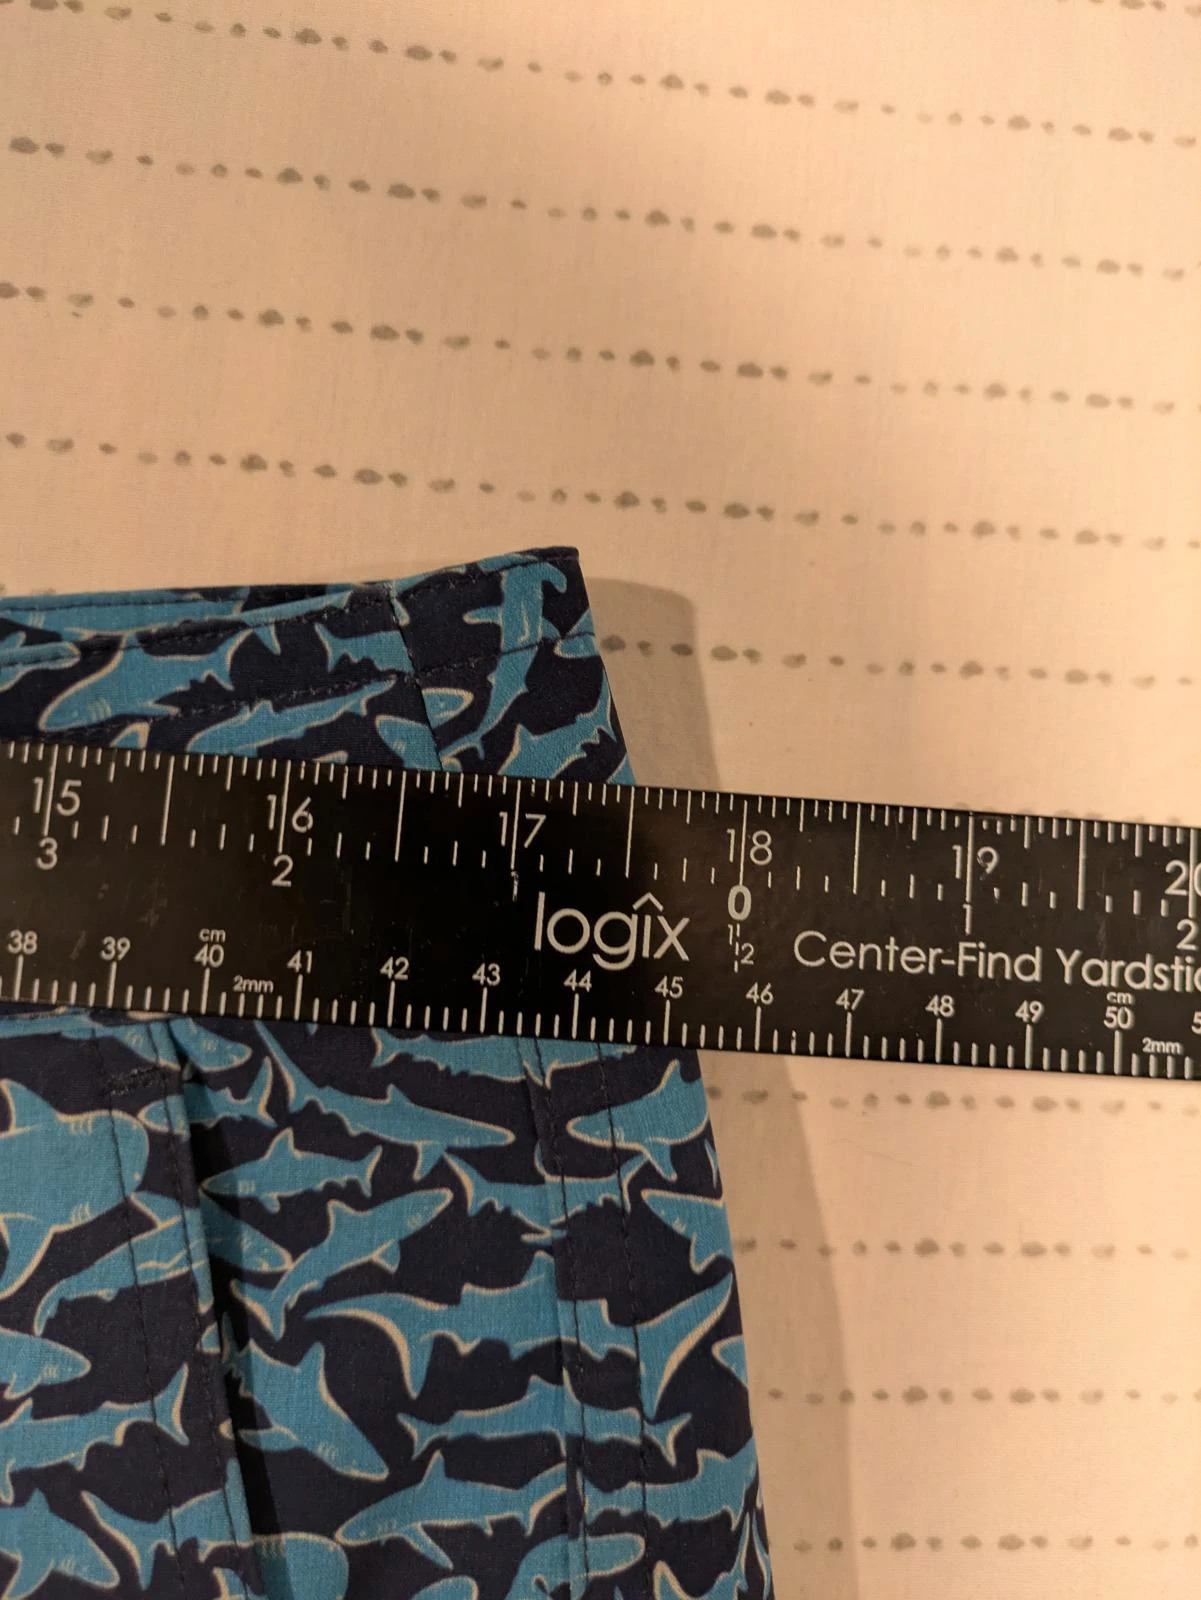 15 16 17 18 19 20
3 2 1 0 1 2
logîx 1" 12 Center-Find Yardstic
cm cm
38 39 40 41 42 43 44 45 46 47 48 49 50
2mm 2mm